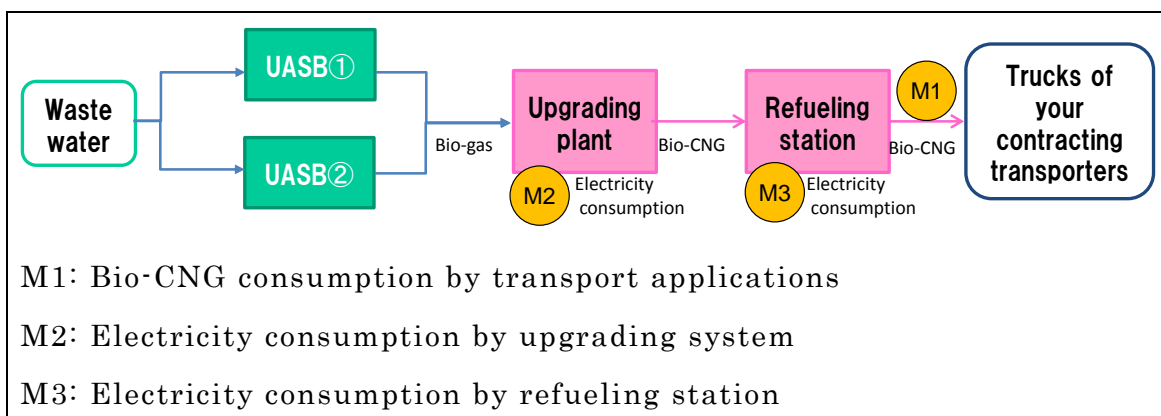 Waste
water
UASB①
UASB②
Bio-gas
Upgrading
plant
M2
Electricity
consumption
Bio-CNG
Refueling
station
M3
Electricity
consumption
M1
Bio-CNG
Trucks of
your
contracting
transporters
M1: Bio-CNG consumption by transport applications
M2: Electricity consumption by upgrading system
M3: Electricity consumption by refueling station